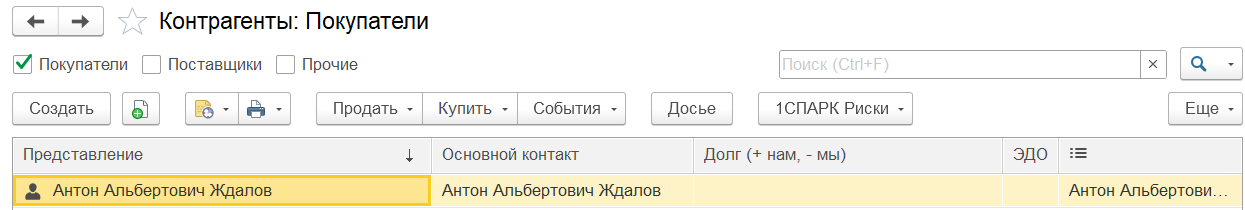 Контрагенты: Покупатели
Покупатели Поставщики Прочие Поиск (Ctrl+F) ×
Создать Продать Купить События Досье 1СПАРК Риски Еще
Представление ↓ Основной контакт Долг (+ нам, - мы) ЭДО
Антон Альбертович Ждалов Антон Альбертович Ждалов Антон Альбертови...